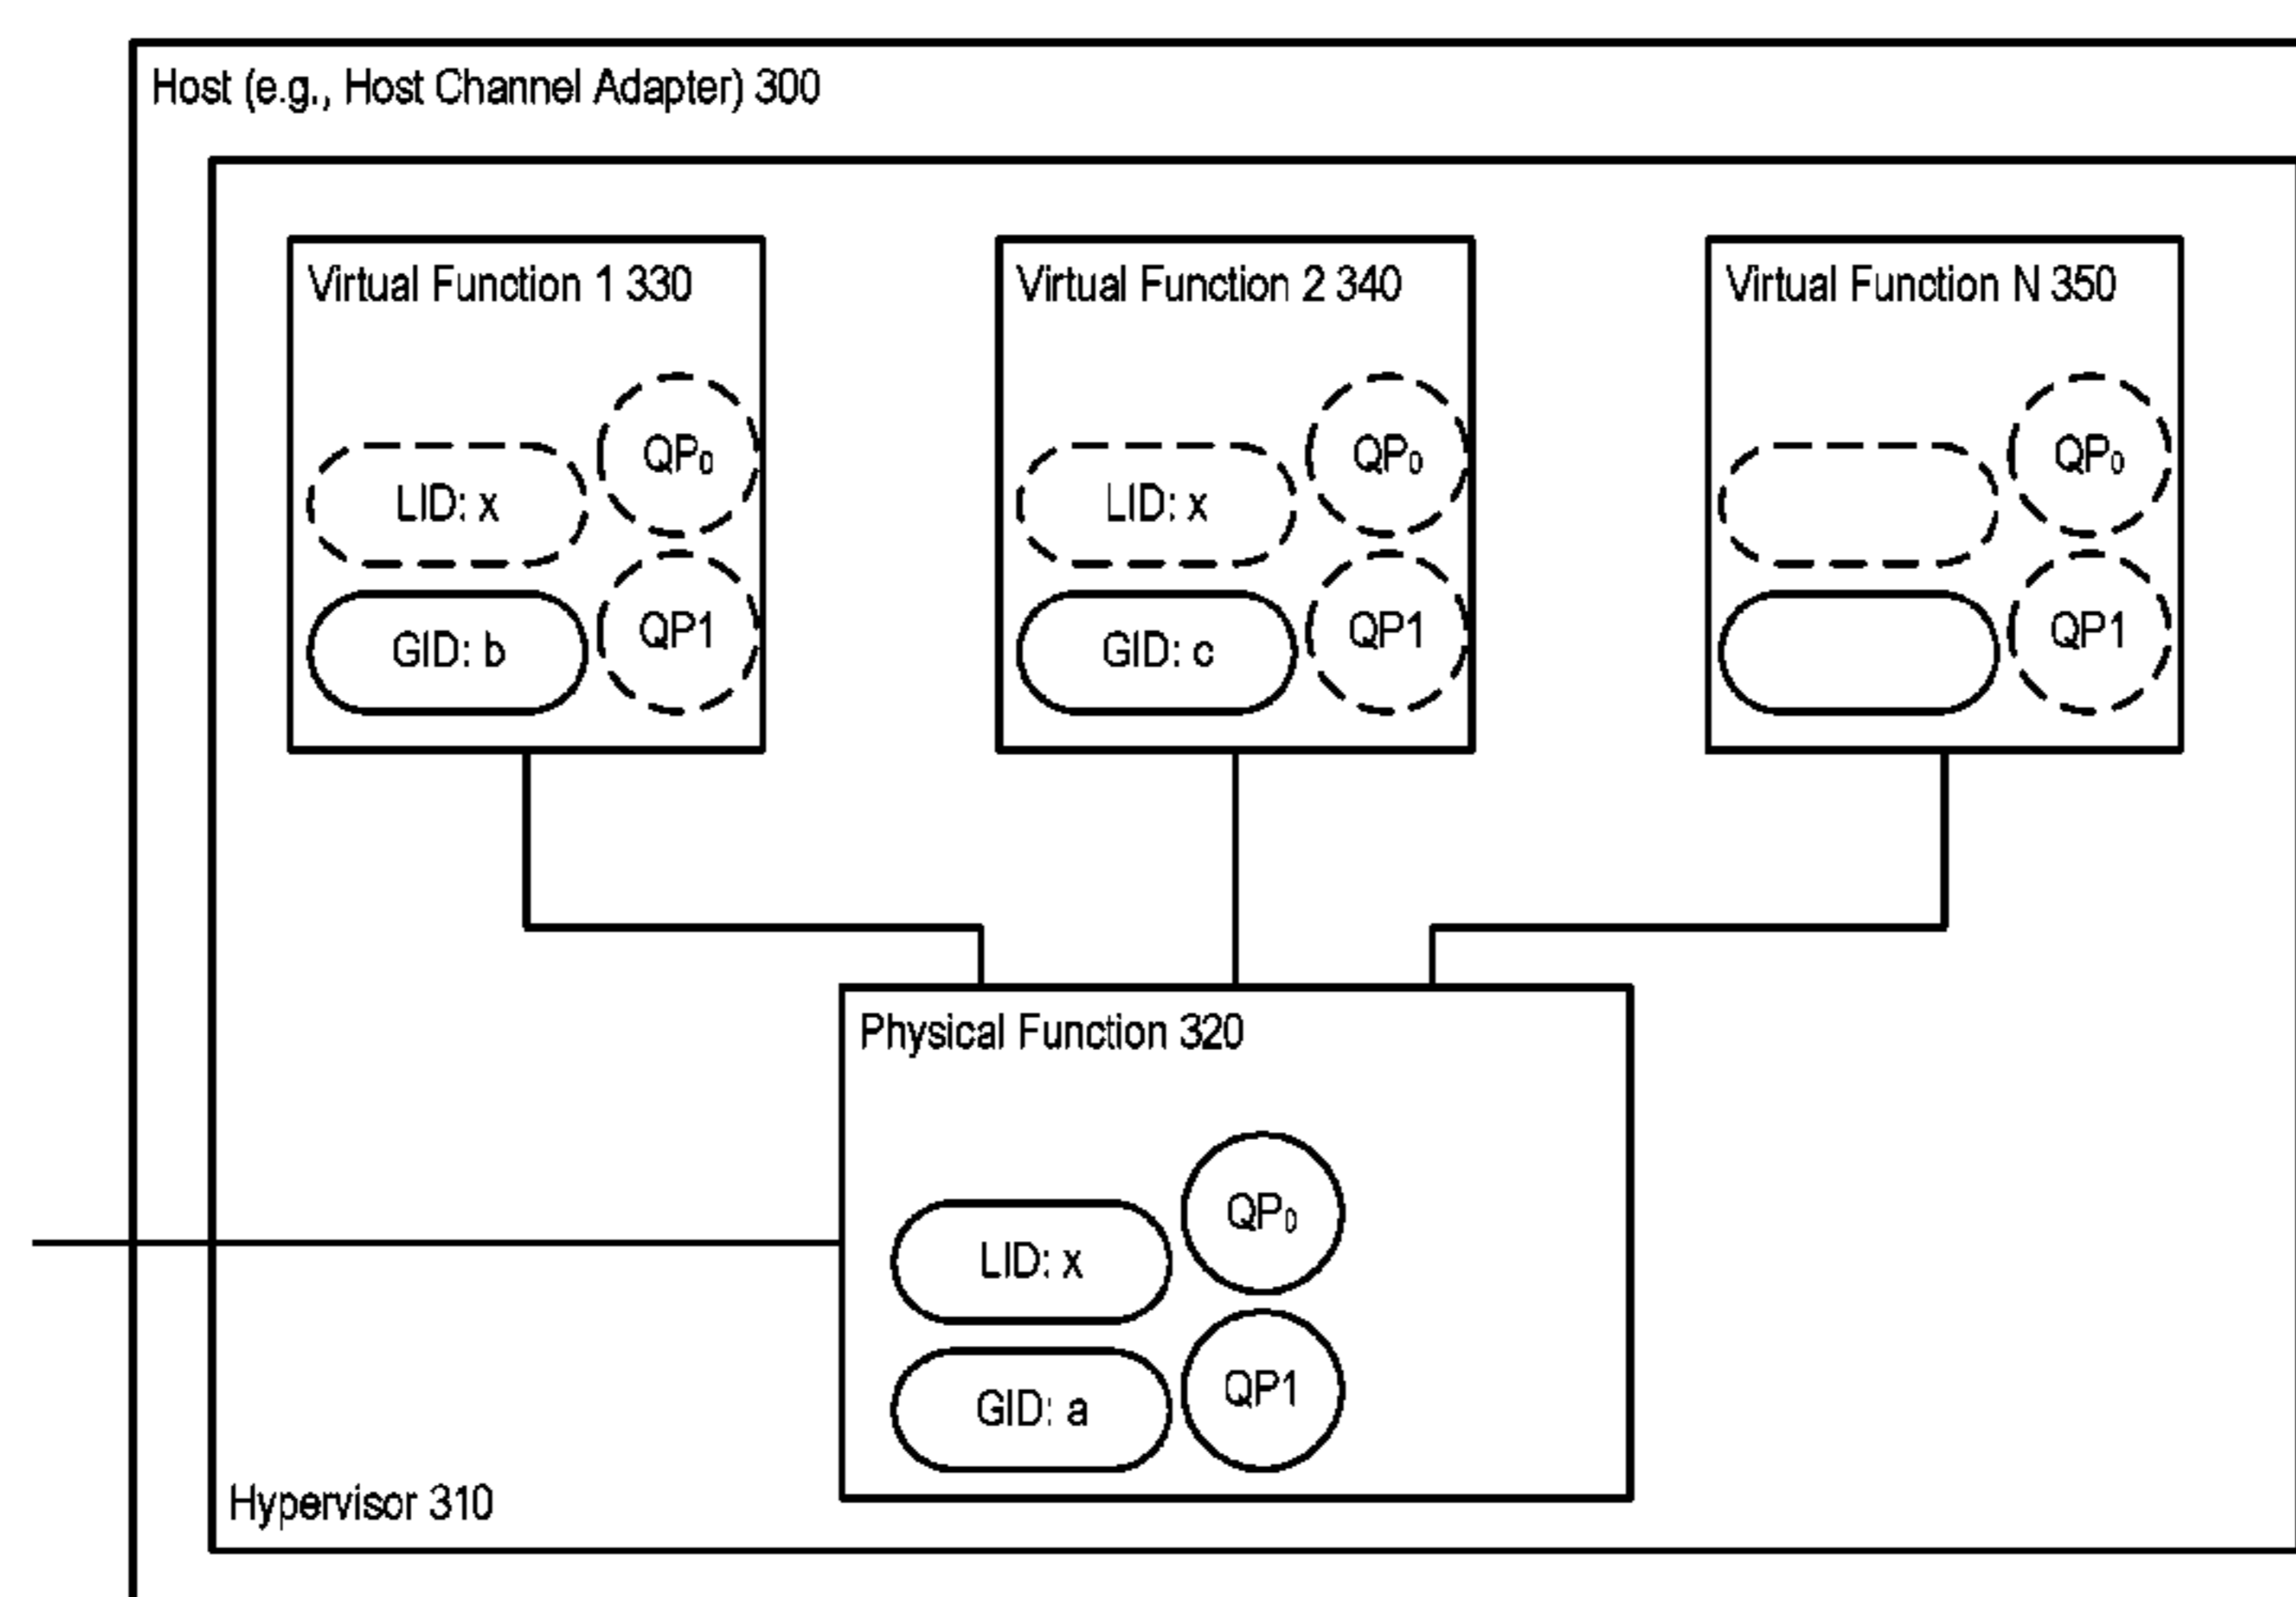 Host (e.g., Host Channel Adapter) 300
Virtual Function 1 330
QP₀
LID: x
QP1
GID: b
Virtual Function 2 340
QP₀
LID: x
QP1
GID: c
Virtual Function N 350
QP₀
QP1
Physical Function 320
QP₀
LID: x
QP1
GID: a
Hypervisor 310